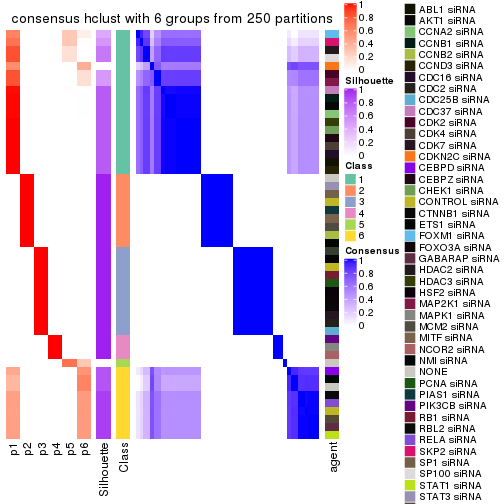 consensus hclust with 6 groups from 250 partitions
p1
p2
p3
p4
p5
p6
Silhouette
Class
agent
1
0.8
0.6
0.4
0.2
0
Silhouette
1
0.8
0.6
0.4
0.2
0
Class
1
2
3
4
5
6
Consensus
1
0.8
0.6
0.4
0.2
0
ABL1 siRNA
AKT1 siRNA
CCNA2 siRNA
CCNB1 siRNA
CCNB2 siRNA
CCND3 siRNA
CDC16 siRNA
CDC2 siRNA
CDC25B siRNA
CDC37 siRNA
CDK2 siRNA
CDK4 siRNA
CDK7 siRNA
CDKN2C siRNA
CEBPD siRNA
CEBPZ siRNA
CHEK1 siRNA
CONTROL siRNA
CTNNB1 siRNA
ETS1 siRNA
FOXM1 siRNA
FOXO3A siRNA
GABARAP siRNA
HDAC2 siRNA
HDAC3 siRNA
HSF2 siRNA
MAP2K1 siRNA
MAPK1 siRNA
MCM2 siRNA
MITF siRNA
NCOR2 siRNA
NMI siRNA
NONE
PCNA siRNA
PIAS1 siRNA
PIK3CB siRNA
RB1 siRNA
RBL2 siRNA
RELA siRNA
SKP2 siRNA
SP1 siRNA
SP100 siRNA
STAT1 siRNA
STAT3 siRNA